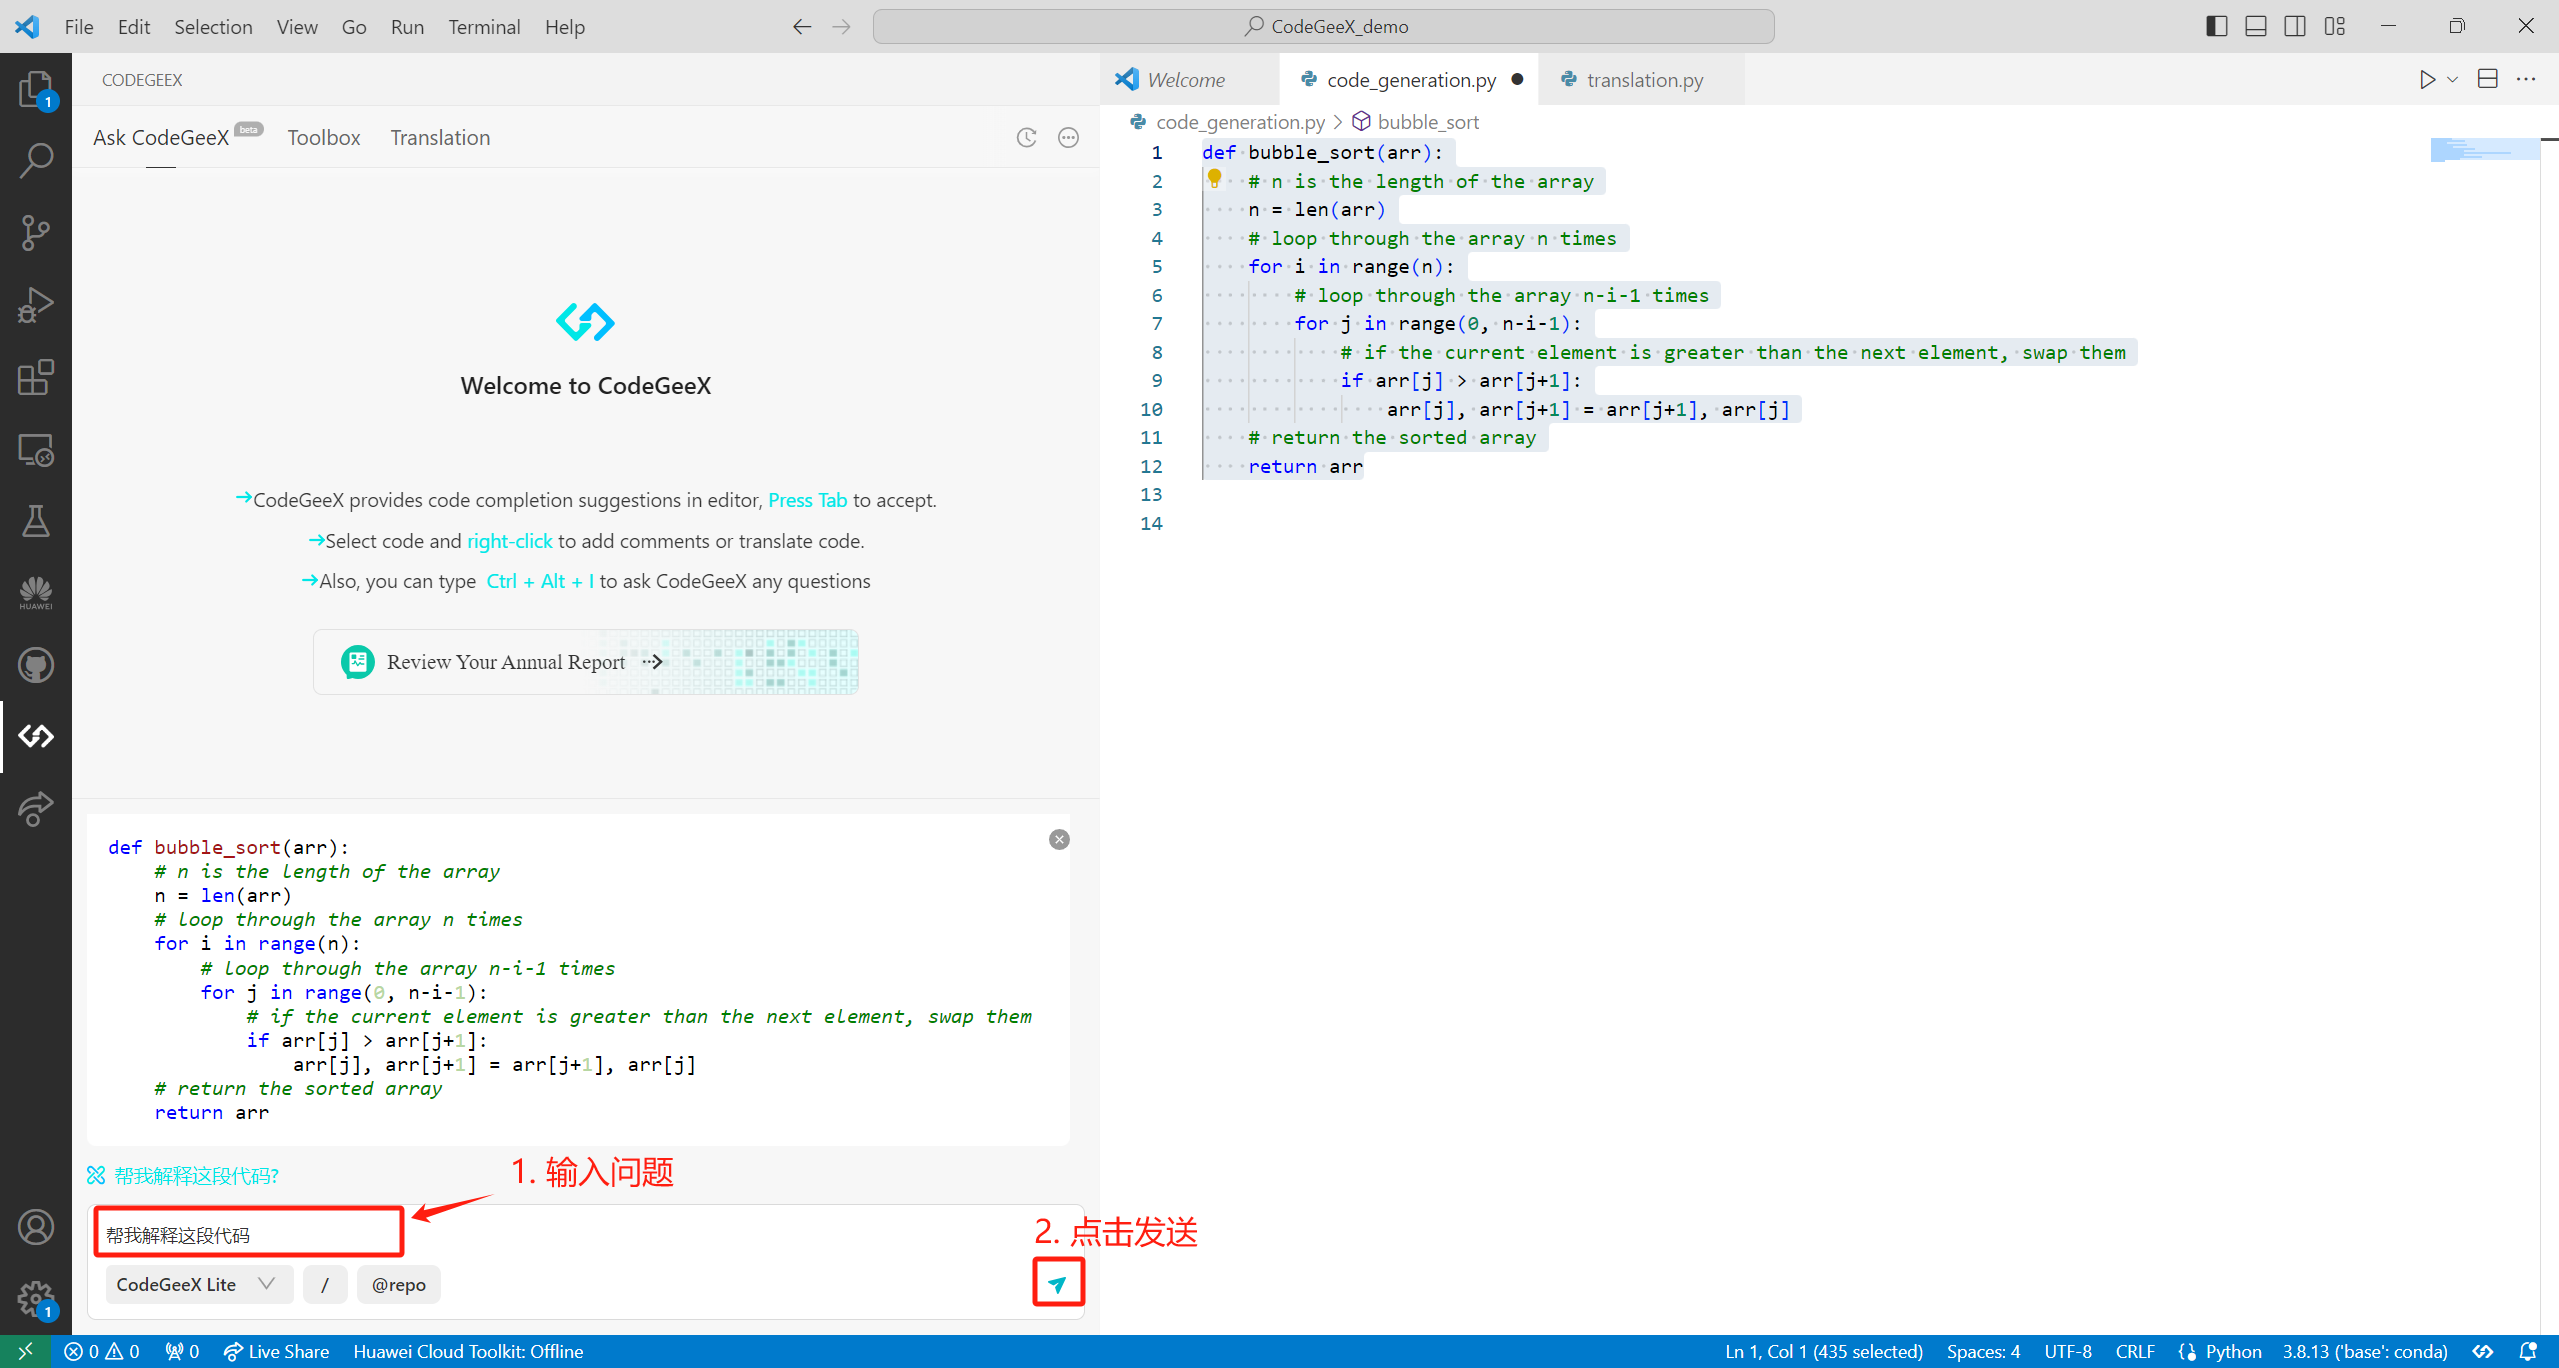 File Edit Selection View Go Run Terminal Help
CodeGeeX_demo
1
HUAWEI
1
CODEGEEX
Ask CodeGeeX beta Toolbox Translation
Welcome to CodeGeeX
CodeGeeX provides code completion suggestions in editor, Press Tab to accept.
Select code and right-click to add comments or translate code.
Also, you can type Ctrl + Alt + I to ask CodeGeeX any questions
Review Your Annual Report
def bubble_sort(arr):
    # n is the length of the array
    n = len(arr)
    # loop through the array n times
    for i in range(n):
        # loop through the array n-i-1 times
        for j in range(0, n-i-1):
            # if the current element is greater than the next element, swap them
            if arr[j] > arr[j+1]:
                arr[j], arr[j+1] = arr[j+1], arr[j]
    # return the sorted array
    return arr
帮我解释这段代码?
1. 输入问题
帮我解释这段代码
2. 点击发送
CodeGeeX Lite / @repo
Welcome code_generation.py translation.py
code_generation.py > bubble_sort
1 def bubble_sort(arr):
2     # n is the length of the array
3     n = len(arr)
4     # loop through the array n times
5     for i in range(n):
6         # loop through the array n-i-1 times
7         for j in range(0, n-i-1):
8             # if the current element is greater than the next element, swap them
9             if arr[j] > arr[j+1]:
10                 arr[j], arr[j+1] = arr[j+1], arr[j]
11     # return the sorted array
12     return arr
13
14
0 0 0 Live Share Huawei Cloud Toolkit: Offline Ln 1, Col 1 (435 selected) Spaces: 4 UTF-8 CRLF Python 3.8.13 ('base': conda)